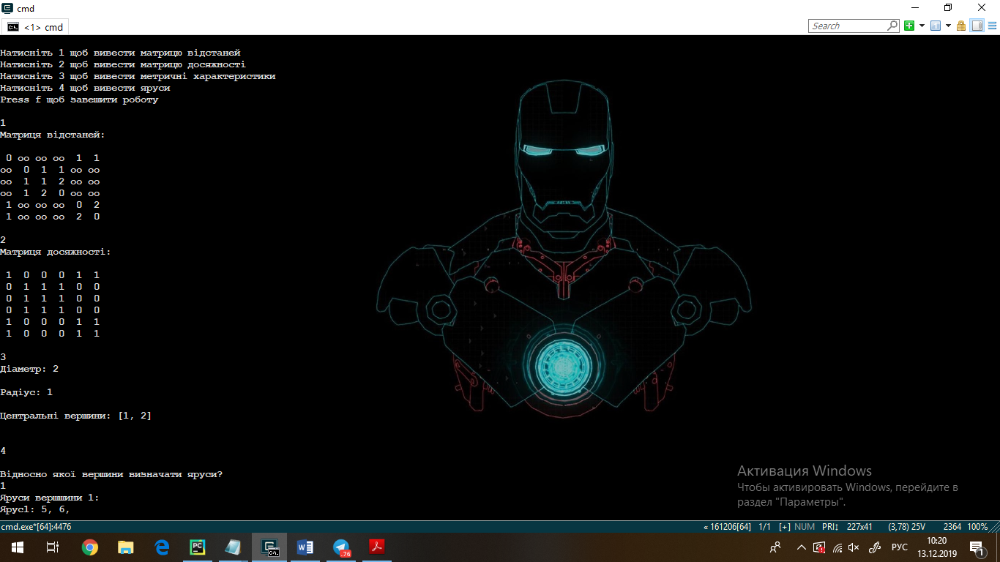 cmd
<1> cmd
Search
Натисніть 1 щоб вивести матрицю відстаней
Натисніть 2 щоб вивести матрицю досяжності
Натисніть 3 щоб вивести метричні характеристики
Натисніть 4 щоб вивести яруси
Press f щоб завешити роботу
1
Матриця відстаней:
0 oo oo oo 1 1
oo 0 1 1 oo oo
oo 1 1 2 oo oo
oo 1 2 0 oo oo
1 oo oo oo 0 2
1 oo oo oo 2 0
2
Матриця досяжності:
1 0 0 0 1 1
0 1 1 1 0 0
0 1 1 1 0 0
0 1 1 1 0 0
1 0 0 0 1 1
1 0 0 0 1 1
3
Діаметр: 2
Радіус: 1
Центральні вершини: [1, 2]
4
Відносно якої вершини визначати яруси?
1
Яруси вершшини 1:
Ярус1: 5, 6,
Активация Windows
Чтобы активировать Windows, перейдите в
раздел "Параметры".
cmd.exe*[64]:4476
« 161206[64] 1/1 [+] NUM PRI↕ 227x41 (3,78) 25V 2364 100%
PC
W
76
РУС
10:20
13.12.2019
1